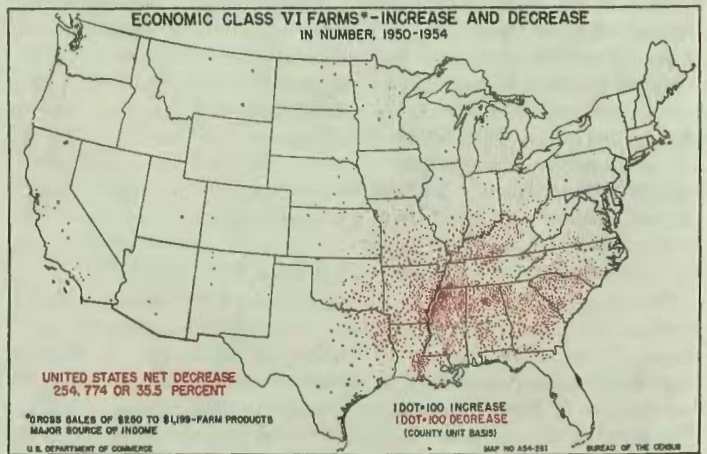 ECONOMIC CLASS VI FARMS*-INCREASE AND DECREASE
IN NUMBER, 1950-1954
UNITED STATES NET DECREASE
254,774 OR 35.5 PERCENT
*GROSS SALES OF $250 TO $1,199-FARM PRODUCTS
MAJOR SOURCE OF INCOME
1 DOT=100 INCREASE
1 DOT=100 DECREASE
(COUNTY UNIT BASIS)
U.S. DEPARTMENT OF COMMERCE
MAP NO A54-261
BUREAU OF THE CENSUS